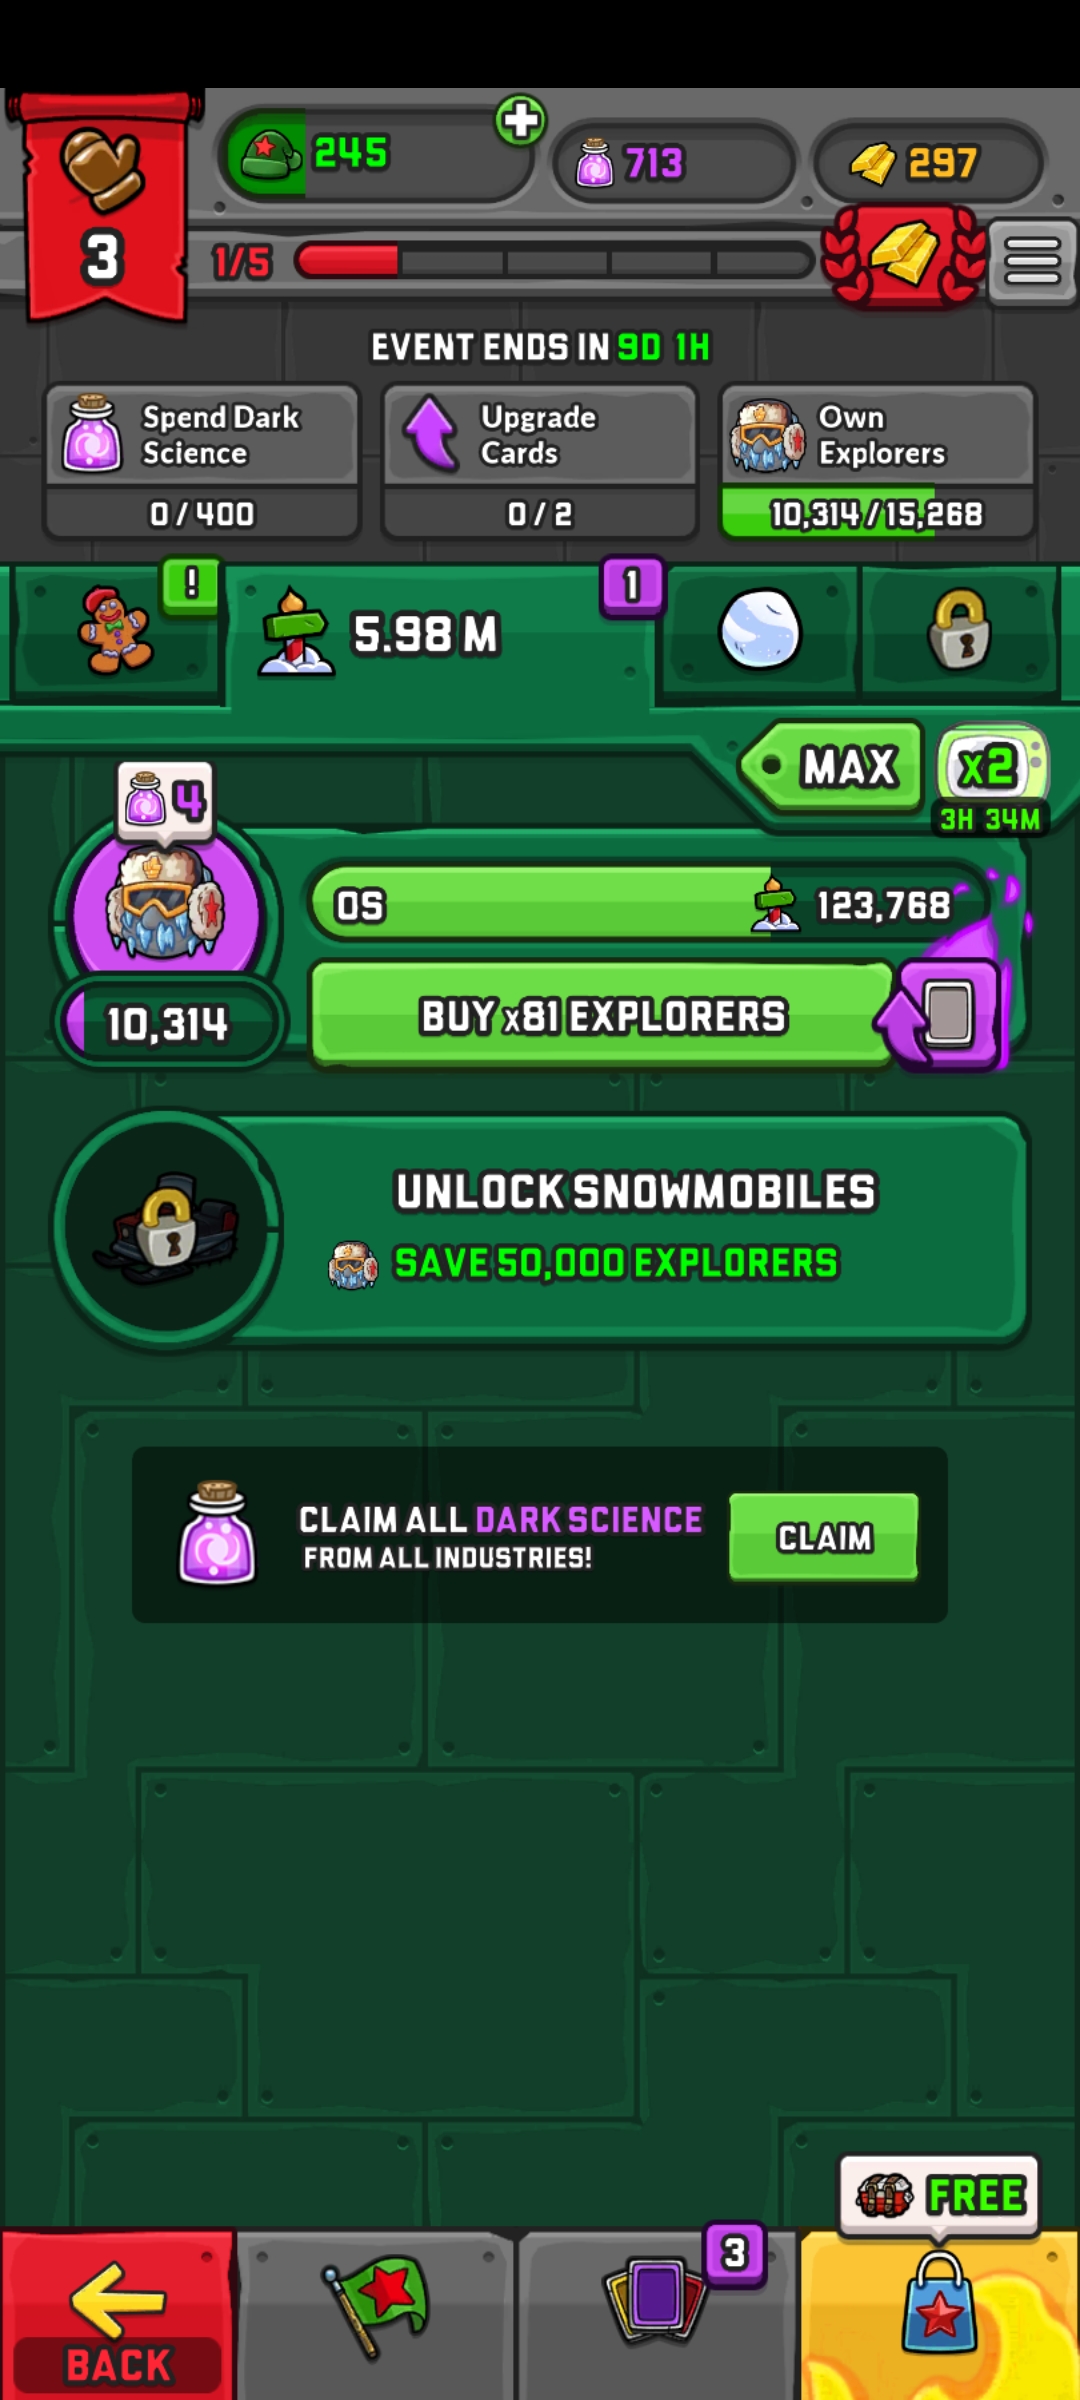 245
713
297
3
1/5
EVENT ENDS IN 9D 1H
Spend Dark
Science
0 / 400
Upgrade
Cards
0 / 2
Own
Explorers
10,314 / 15,268
!
5.98 M
1
MAX
x2
3H 34M
4
0S
123,768
10,314
BUY x81 EXPLORERS
UNLOCK SNOWMOBILES
SAVE 50,000 EXPLORERS
CLAIM ALL DARK SCIENCE
FROM ALL INDUSTRIES!
CLAIM
FREE
3
BACK